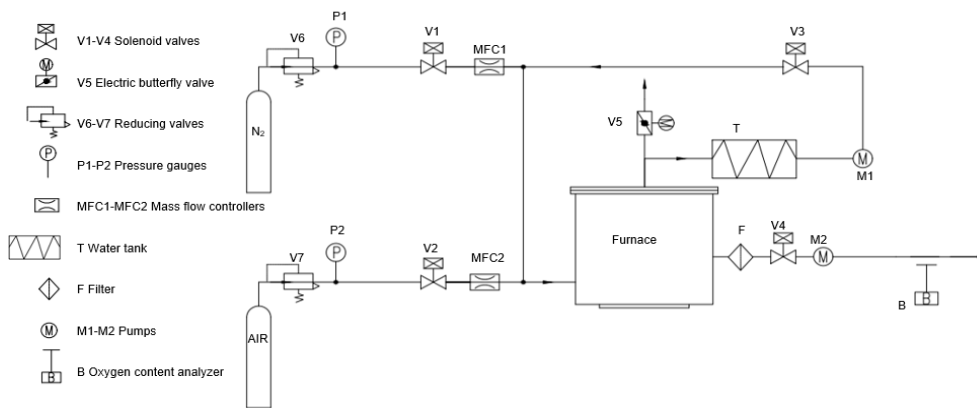 V1-V4 Solenoid valves
M
V5 Electric butterfly valve
V6-V7 Reducing valves
P
P1-P2 Pressure gauges
MFC1-MFC2 Mass flow controllers
T Water tank
F Filter
M
M1-M2 Pumps
B
B Oxygen content analyzer
P1
V6
P
V1
MFC1
V3
N2
V5
M
T
M
M1
Furnace
F
V4
M2
M
P2
V7
P
V2
MFC2
AIR
B
B